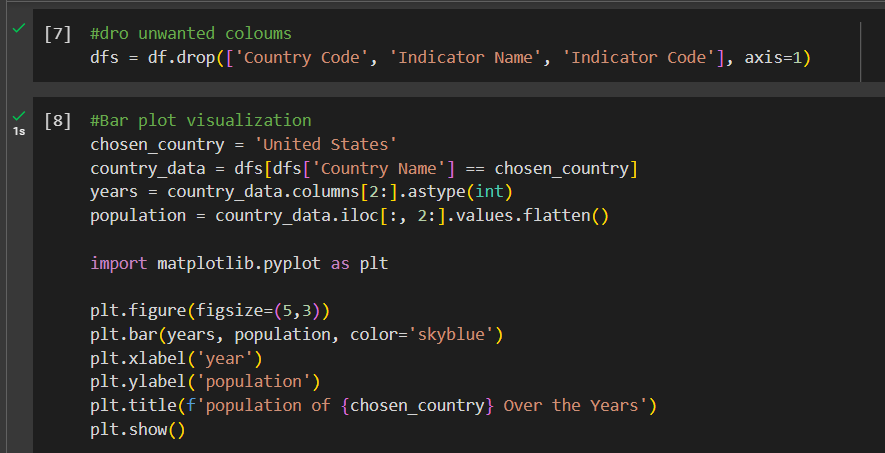 [7] #dro unwanted coloums
dfs = df.drop(['Country Code', 'Indicator Name', 'Indicator Code'], axis=1)
[8] #Bar plot visualization
1s
chosen_country = 'United States'
country_data = dfs[dfs['Country Name'] == chosen_country]
years = country_data.columns[2:].astype(int)
population = country_data.iloc[:, 2:].values.flatten()
import matplotlib.pyplot as plt
plt.figure(figsize=(5,3))
plt.bar(years, population, color='skyblue')
plt.xlabel('year')
plt.ylabel('population')
plt.title(f'population of {chosen_country} Over the Years')
plt.show()